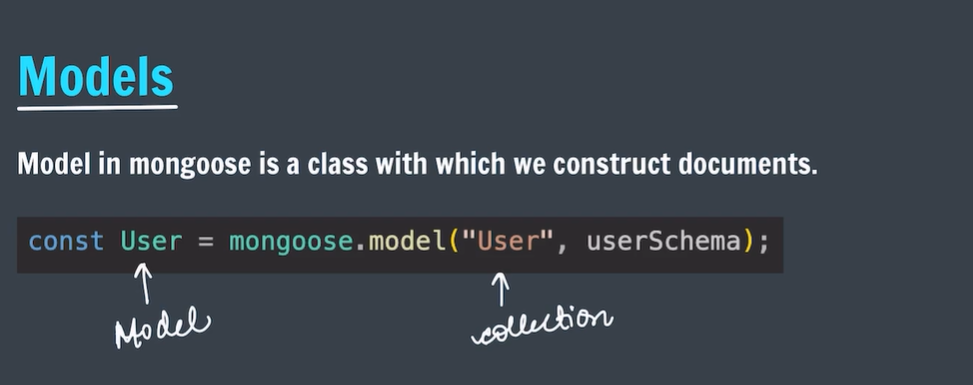 Models
Model in mongoose is a class with which we construct documents.
const User = mongoose.model("User", userSchema);
Model
collection